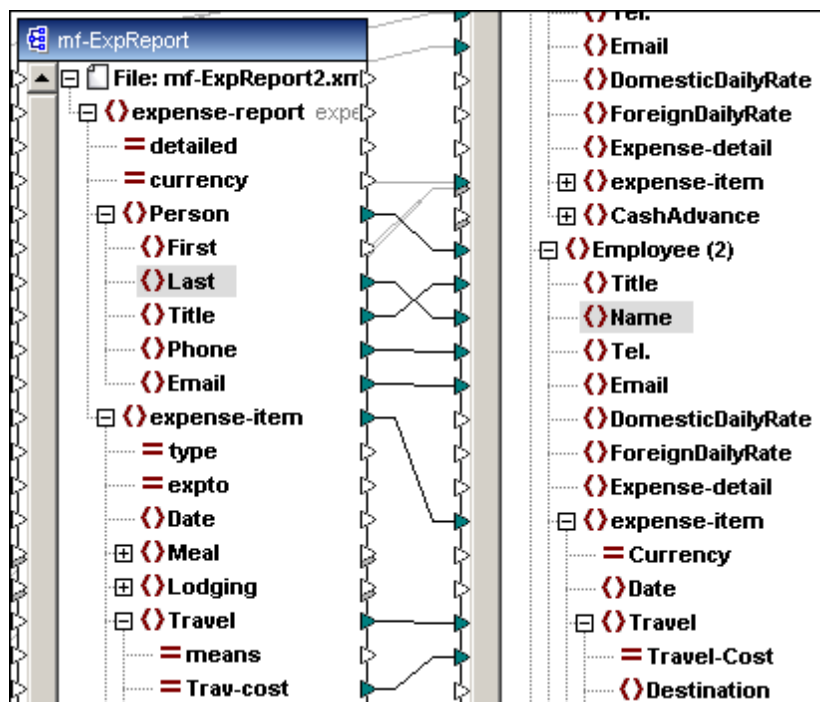 mf-ExpReport
File: mf-ExpReport2.xm
expense-report expe
detailed
currency
Person
First
Last
Title
Phone
Email
expense-item
type
expto
Date
Meal
Lodging
Travel
means
Trav-cost
Tel.
Email
DomesticDailyRate
ForeignDailyRate
Expense-detail
expense-item
CashAdvance
Employee (2)
Title
Name
Tel.
Email
DomesticDailyRate
ForeignDailyRate
Expense-detail
expense-item
Currency
Date
Travel
Travel-Cost
Destination